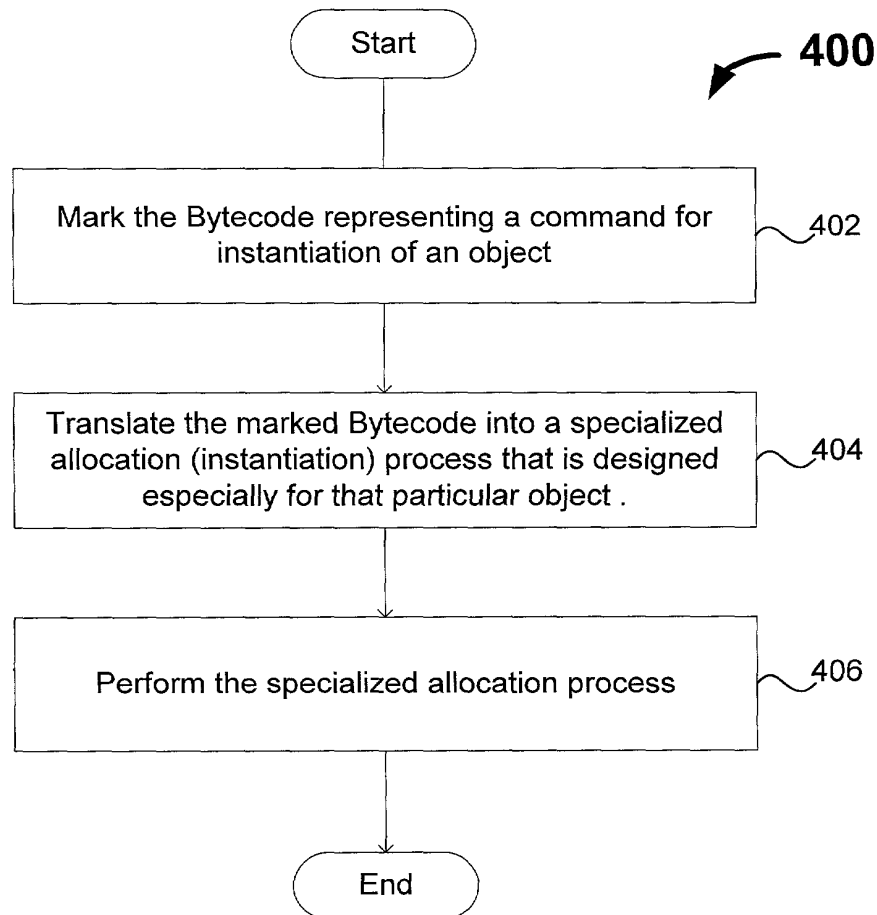 Start
400
Mark the Bytecode representing a command for
instantiation of an object
402
Translate the marked Bytecode into a specialized
allocation (instantiation) process that is designed
especially for that particular object .
404
Perform the specialized allocation process
406
End